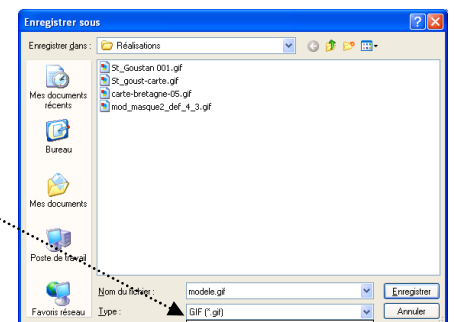 Enregistrer sous
Enregistrer dans : Réalisations
St_Goustan 001.gif
St_goust-carte.gif
carte-bretagne-05.gif
mod_masque2_def_4_3.gif
Mes documents
récents
Bureau
Mes documents
Poste de travail
Favoris réseau
Nom du fichier : modele.gif Enregistrer
Type : GIF (*.gif) Annuler